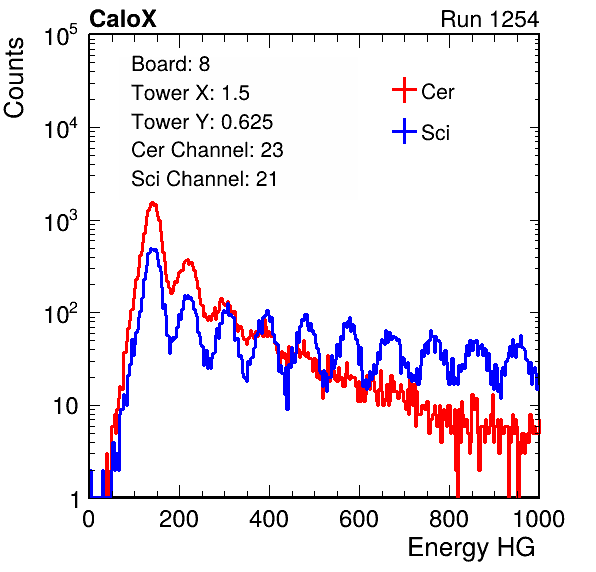 CaloX Run 1254
Counts
Board: 8
Tower X: 1.5
Tower Y: 0.625
Cer Channel: 23
Sci Channel: 21
Cer
Sci
10^5
10^4
10^3
10^2
10
1
0 200 400 600 800 1000
Energy HG